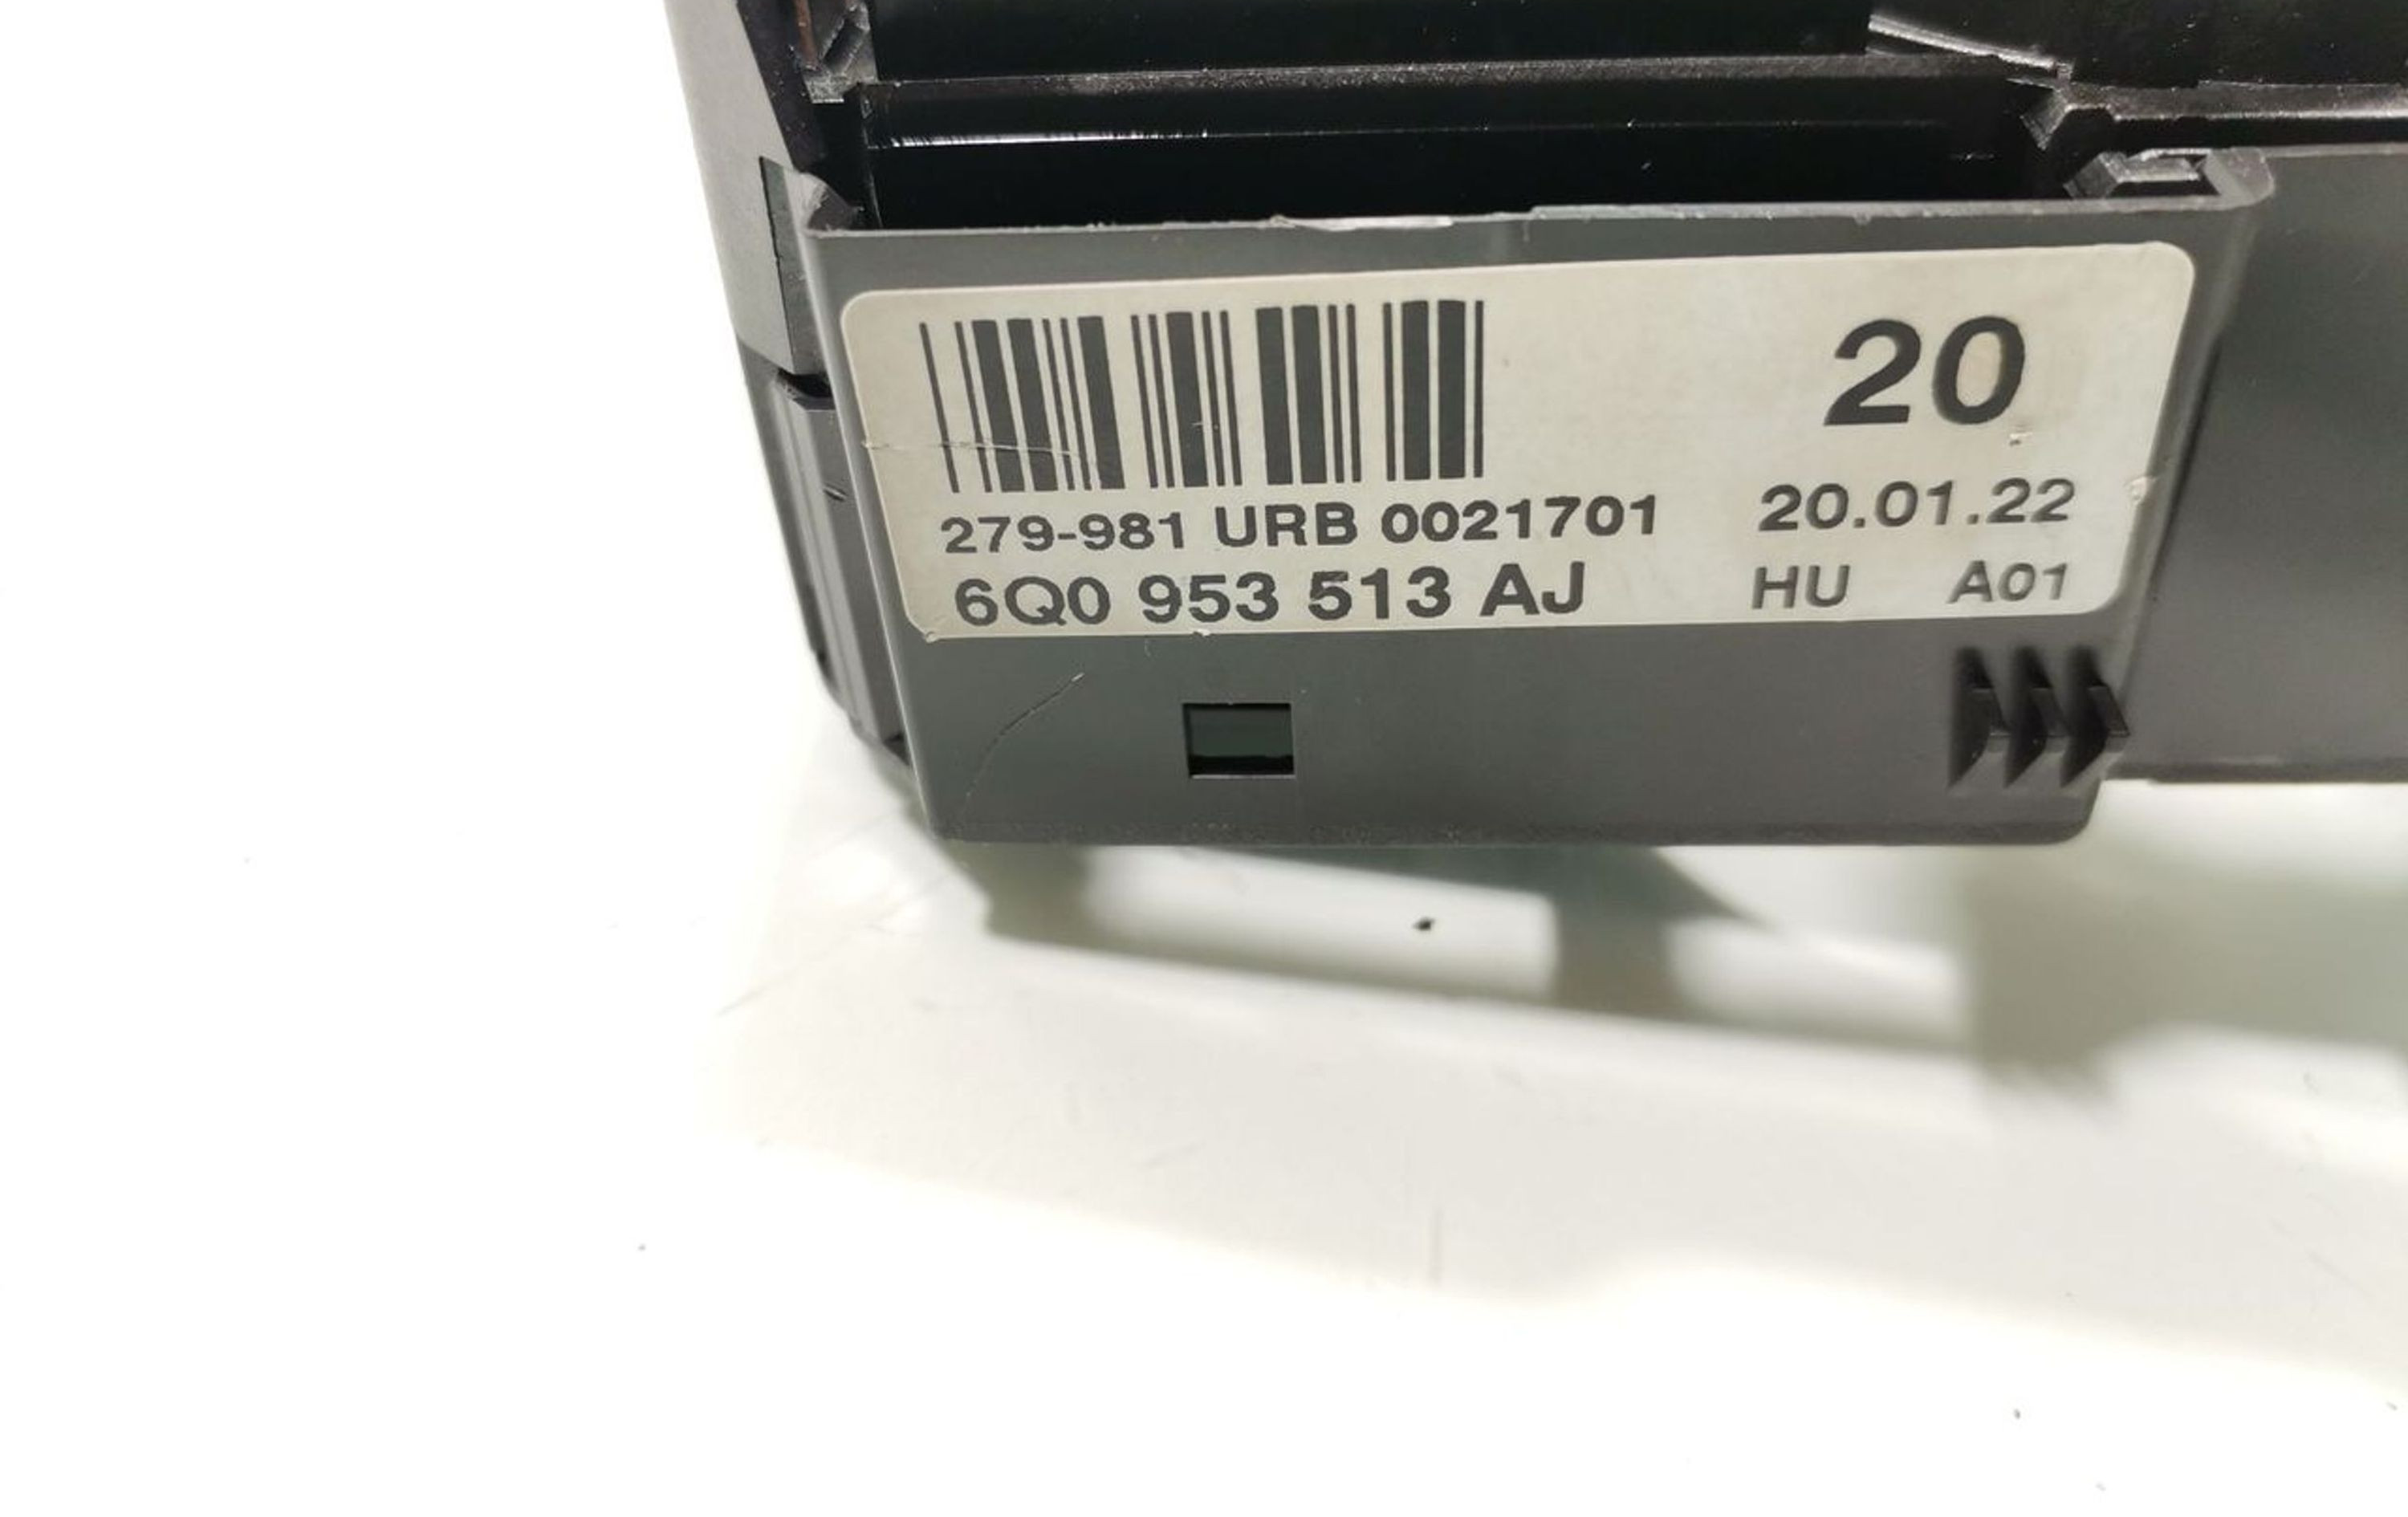 20
279-981 URB 0021701 20.01.22
6Q0 953 513 AJ HU A01